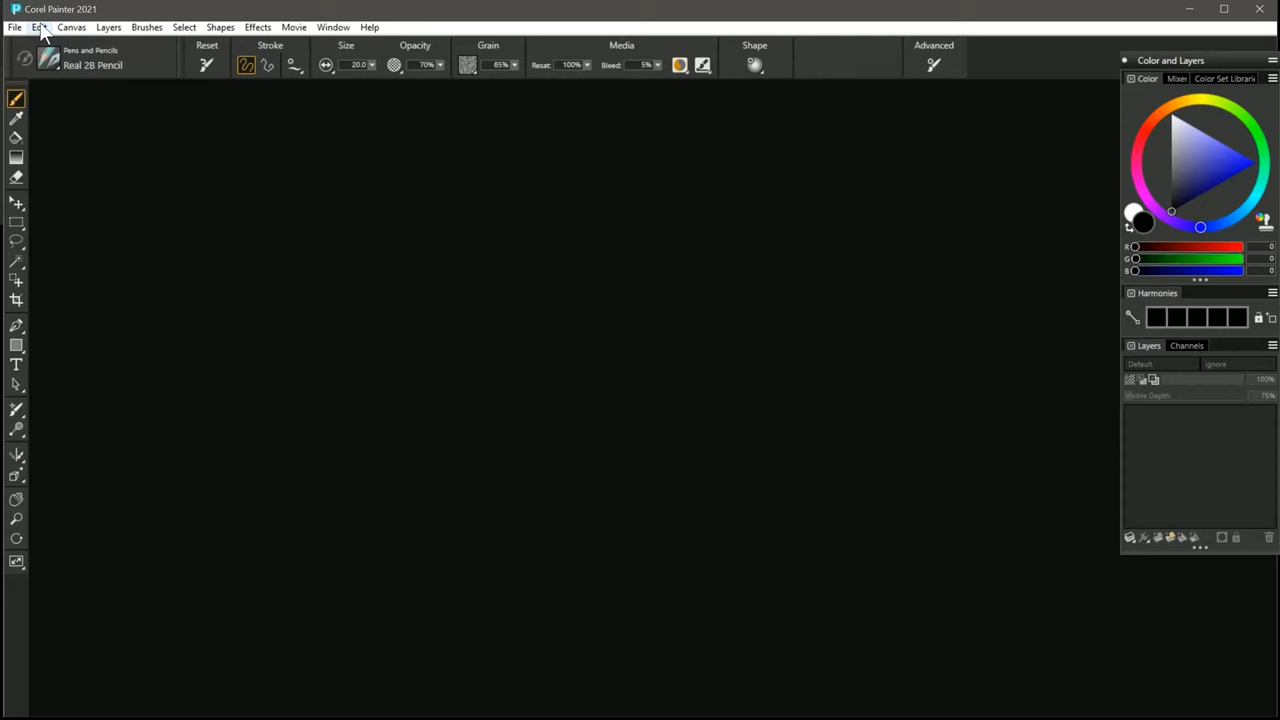 Corel Painter 2021
File Edit Canvas Layers Brushes Select Shapes Effects Movie Window Help
Pens and Pencils
Real 2B Pencil
Reset Stroke Size Opacity Grain Media Shape Advanced
20.0 70% 65% Resat: 100% Bleed: 5%
Color and Layers
Color Mixer Color Set Librari
R 0
G 0
B 0
Harmonies
Layers Channels
Default Ignore
100%
Visible Depth: 75%
T